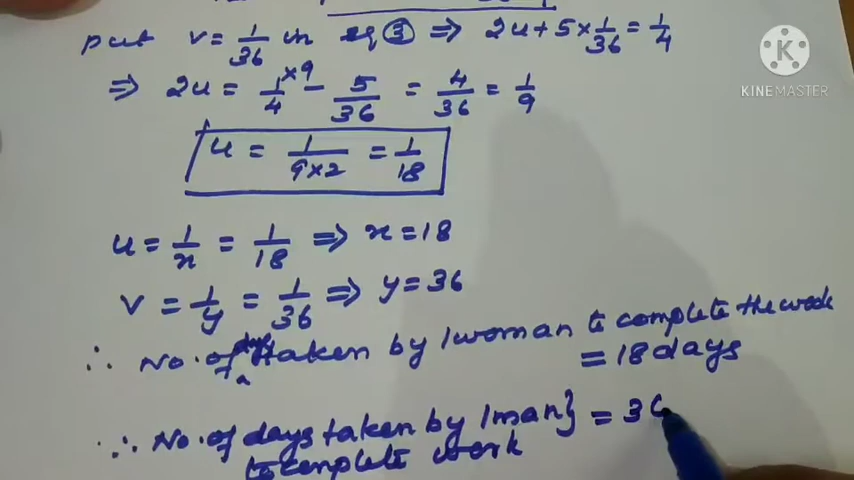 put v = 1/36 in eq ③ ⇒ 2u + 5 × 1/36 = 1/4
⇒ 2u = 1/4 ×9 − 5/36 = 4/36 = 1/9
u = 1/9×2 = 1/18
u = 1/x = 1/18 ⇒ x = 18
v = 1/y = 1/36 ⇒ y = 36
∴ No. of days taken by 1 woman to complete the work
= 18 days
∴ No. of days taken by 1 man} = 36
to complete work
KINEMASTER